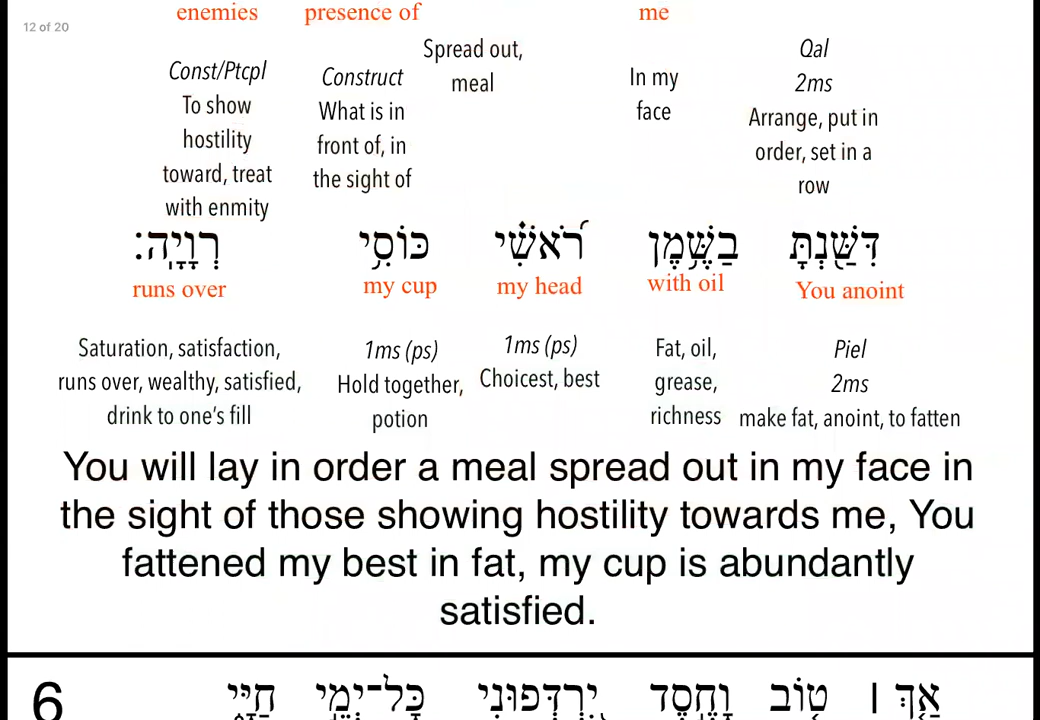 enemies presence of me
12 of 20
Const/Ptcpl
To show
hostility
toward, treat
with enmity
Construct
What is in
front of, in
the sight of
Spread out,
meal
In my
face
Qal
2ms
Arrange, put in
order, set in a
row
דִּשַּׁ֖נְתָּ בַשֶּׁ֥מֶן רֹ֝אשִׁ֗י כּוֹסִ֥י רְוָיָֽה׃
You anoint
with oil
my head
my cup
runs over
Piel
2ms
make fat, anoint, to fatten
Fat, oil,
grease,
richness
1ms (ps)
Choicest, best
1ms (ps)
Hold together,
potion
Saturation, satisfaction,
runs over, wealthy, satisfied,
drink to one's fill
You will lay in order a meal spread out in my face in
the sight of those showing hostility towards me, You
fattened my best in fat, my cup is abundantly
satisfied.
6
אַ֤ךְ ׀ ט֤וֹב וָחֶ֣סֶד יִ֭רְדְּפוּנִי כָּל־יְמֵ֣י חַיָּ֑י